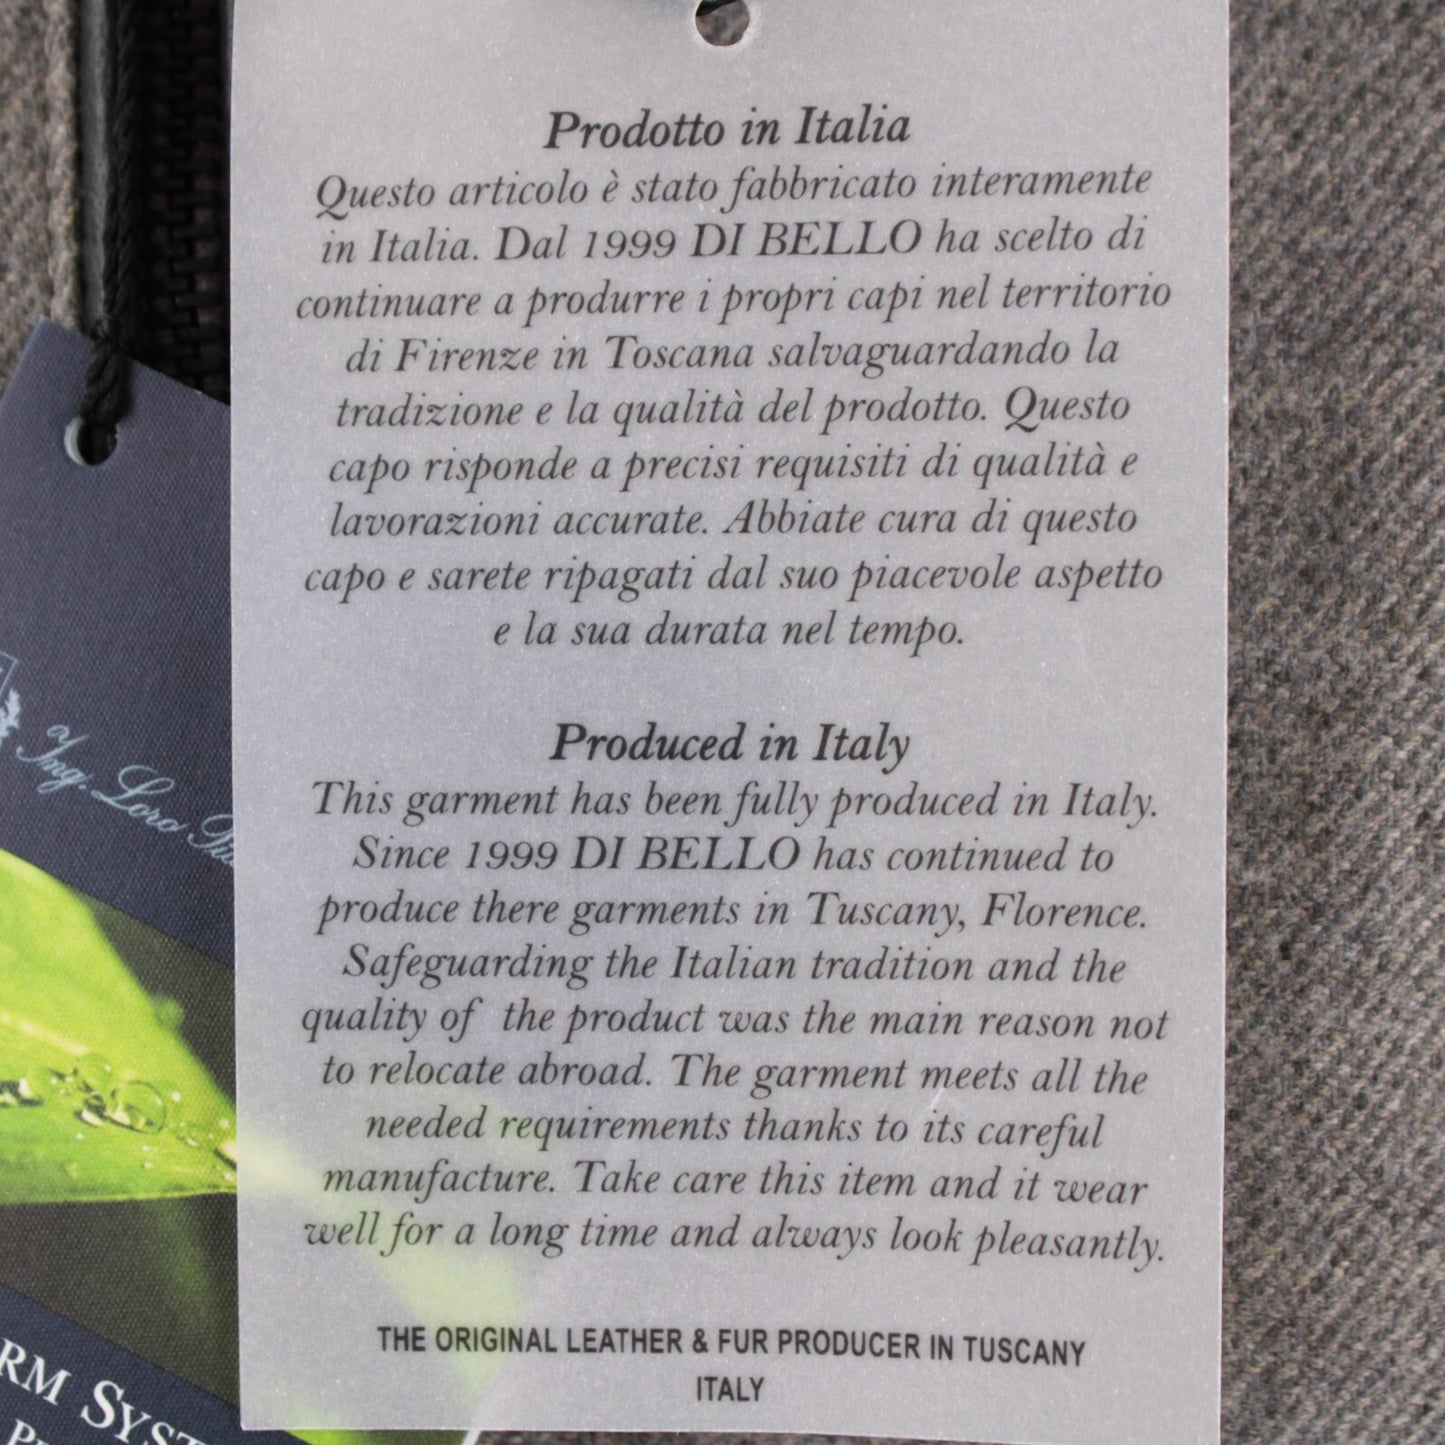 Prodotto in Italia
Questo articolo è stato fabbricato interamente
in Italia. Dal 1999 DI BELLO ha scelto di
continuare a produrre i propri capi nel territorio
di Firenze in Toscana salvaguardando la
tradizione e la qualità del prodotto. Questo
capo risponde a precisi requisiti di qualità e
lavorazioni accurate. Abbiate cura di questo
capo e sarete ripagati dal suo piacevole aspetto
e la sua durata nel tempo.
Produced in Italy
This garment has been fully produced in Italy.
Since 1999 DI BELLO has continued to
produce there garments in Tuscany, Florence.
Safeguarding the Italian tradition and the
quality of the product was the main reason not
to relocate abroad. The garment meets all the
needed requirements thanks to its careful
manufacture. Take care this item and it wear
well for a long time and always look pleasantly.
THE ORIGINAL LEATHER & FUR PRODUCER IN TUSCANY
ITALY
Ing. Loro